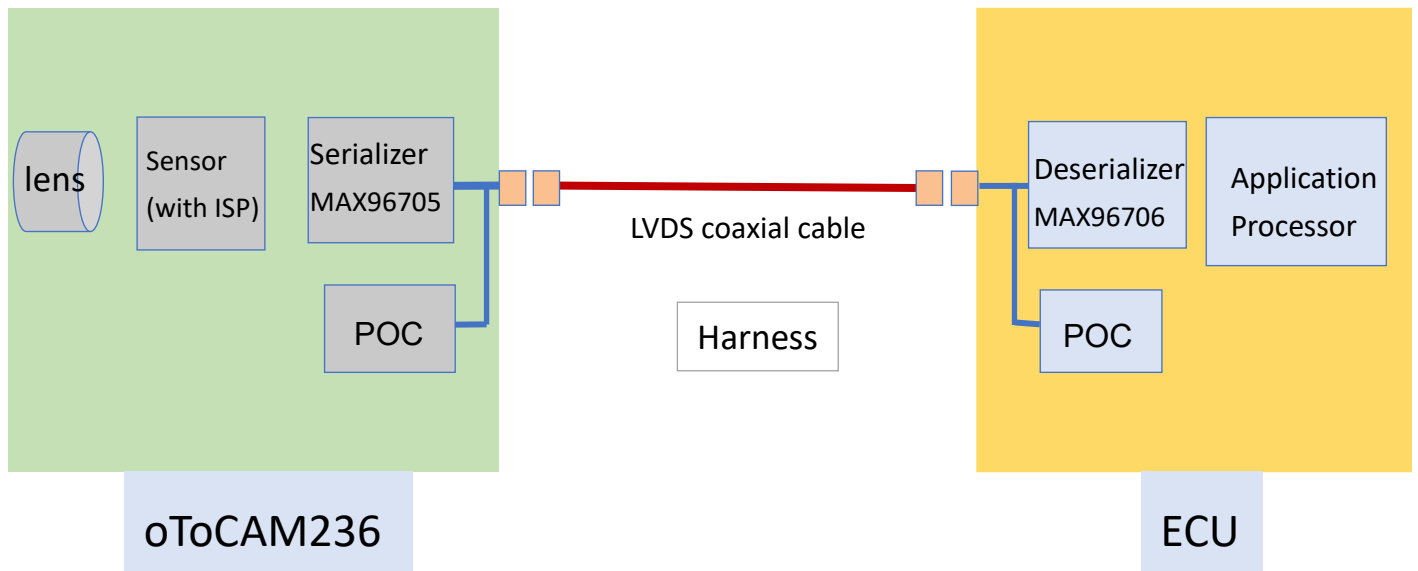 lens
Sensor
(with ISP)
Serializer
MAX96705
POC
LVDS coaxial cable
Harness
Deserializer
MAX96706
Application
Processor
POC
oToCAM236
ECU